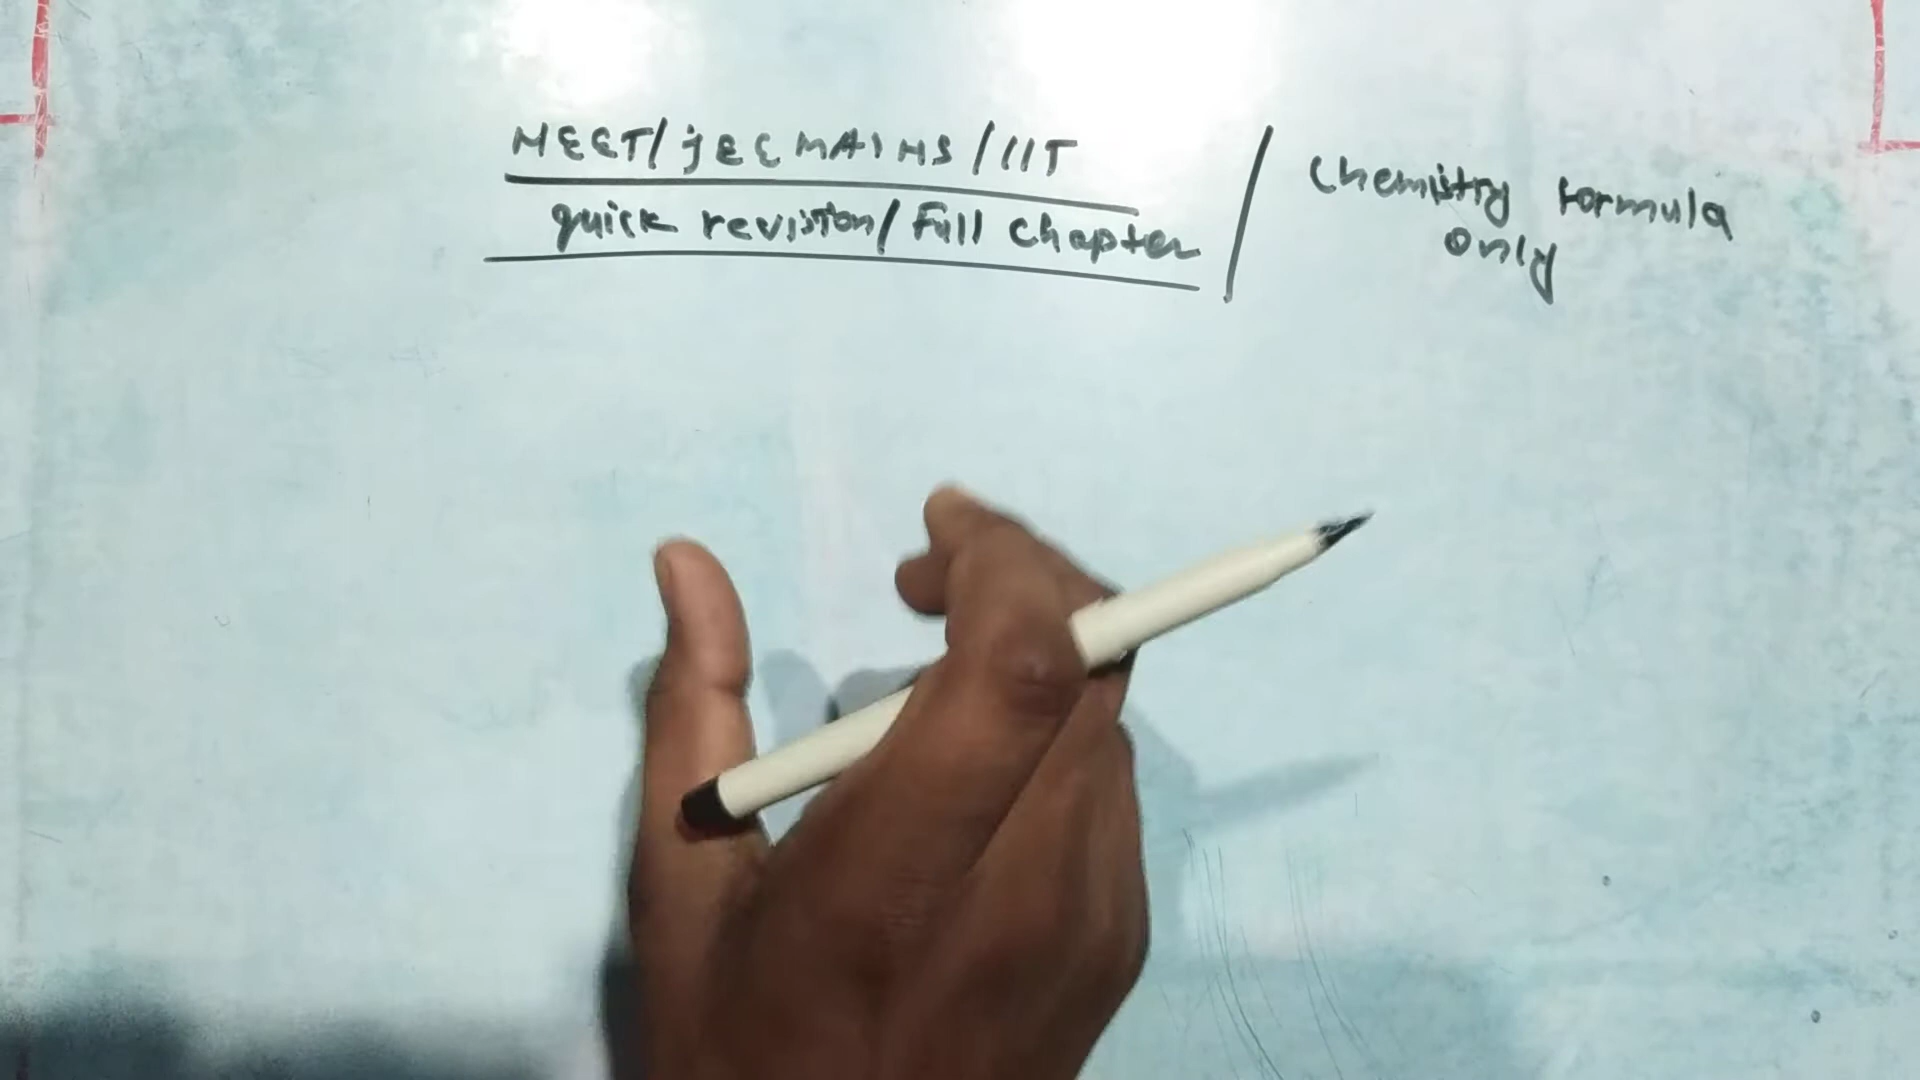 NEET/jEE MAINS/IIT
quick revision/Full Chapter
Chemistry Formula
only